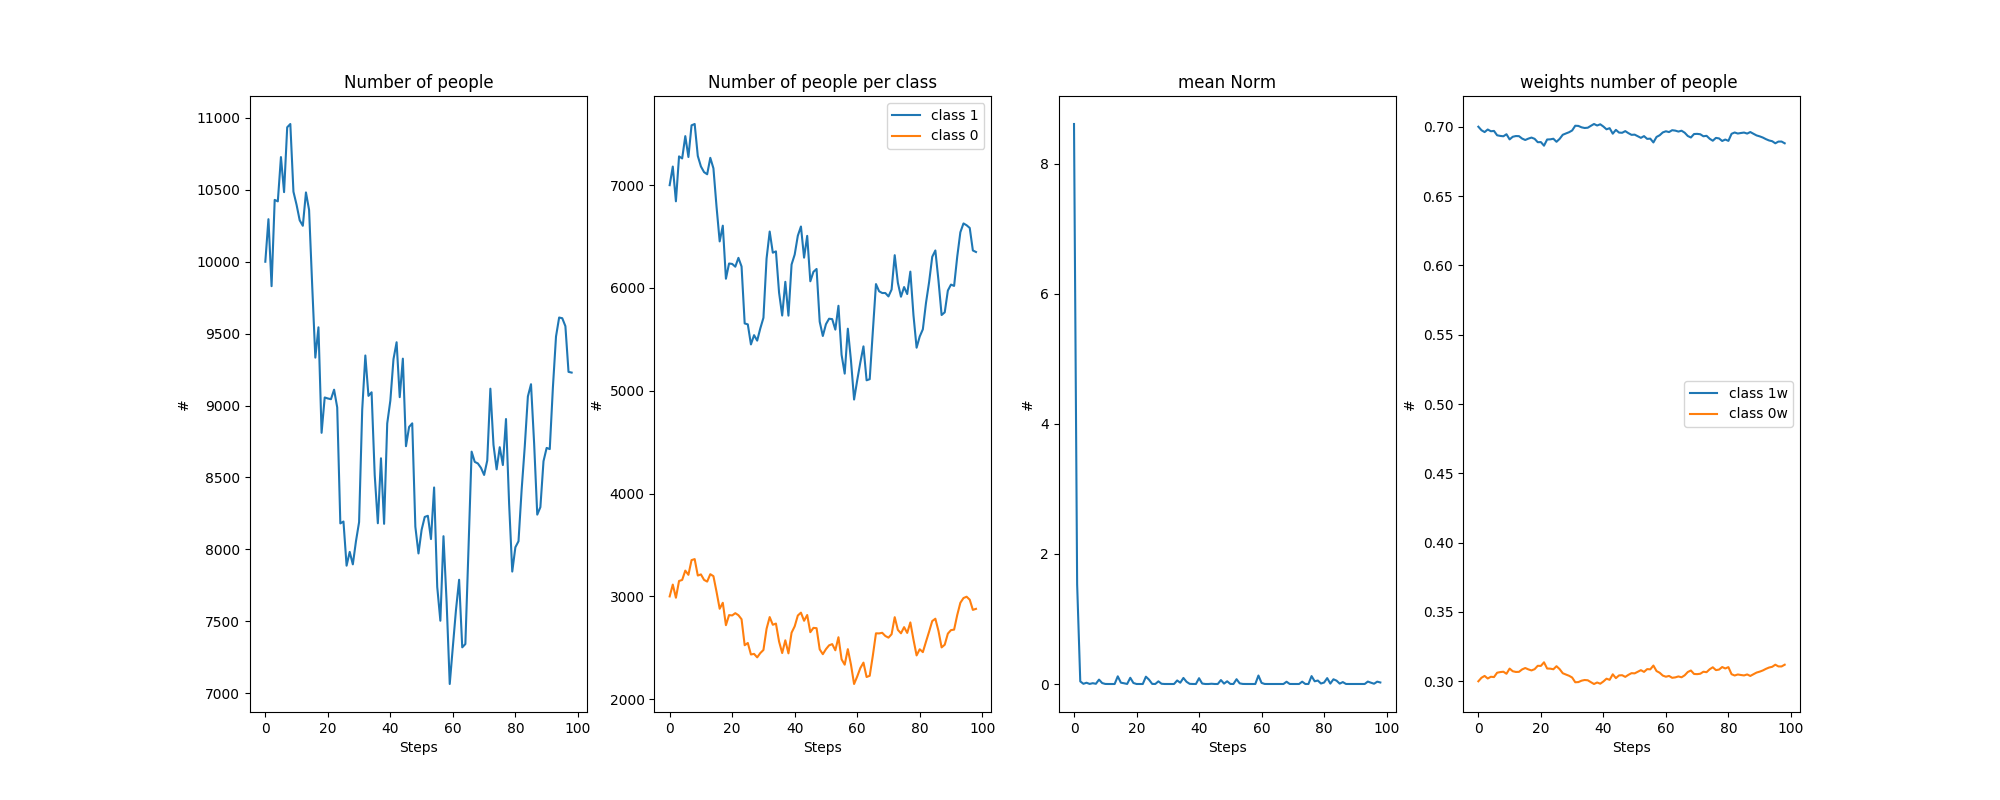 Number of people
11000
10500
10000
9500
9000
8500
8000
7500
7000
#
0 20 40 60 80 100
Steps
Number of people per class
class 1
class 0
7000
6000
5000
4000
3000
2000
#
0 20 40 60 80 100
Steps
mean Norm
8
6
4
2
0
#
0 20 40 60 80 100
Steps
weights number of people
0.70
0.65
0.60
0.55
0.50
0.45
0.40
0.35
0.30
#
class 1w
class 0w
0 20 40 60 80 100
Steps